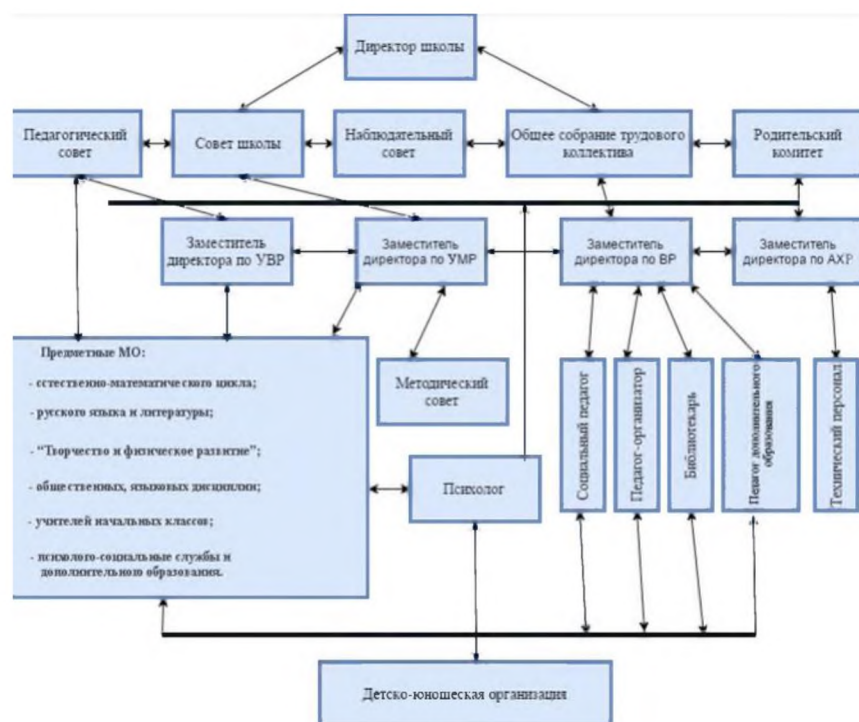 Директор школы
Педагогический
совет
Совет школы
Наблюдательный
совет
Общее собрание трудового
коллектива
Родительский
комитет
Заместитель
директора по УВР
Заместитель
директора по УМР
Заместитель
директора по ВР
Заместитель
директора по АХР
Предметные МО:
- естественно-математического цикла;
- русского языка и литературы;
- “Творчество и физическое развитие”;
- общественных, языковых дисциплин;
- учителей начальных классов;
- психолого-социальные службы и
дополнительного образования.
Методический
совет
Психолог
Социальный педагог
Педагог-организатор
Библиотекарь
Педагог дополнительного
образования
Технический персонал
Детско-юношеская организация